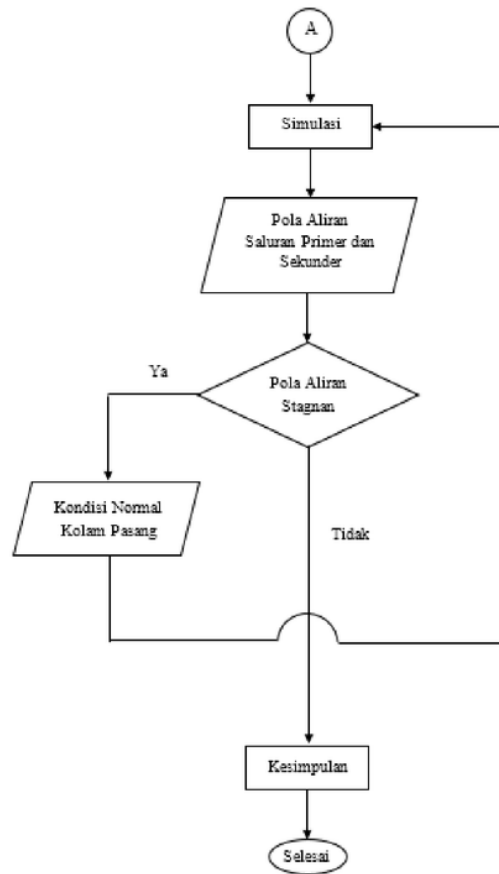 A
Simulasi
Pola Aliran
Saluran Primer dan
Sekunder
Ya
Pola Aliran
Stagnan
Kondisi Normal
Kolam Pasang
Tidak
Kesimpulan
Selesai